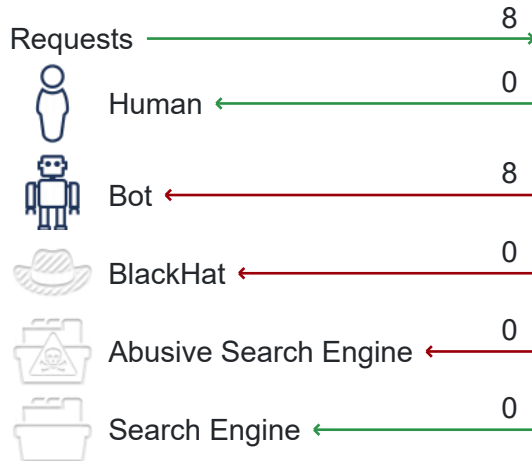 8
Requests
0
Human
8
Bot
0
BlackHat
0
Abusive Search Engine
0
Search Engine